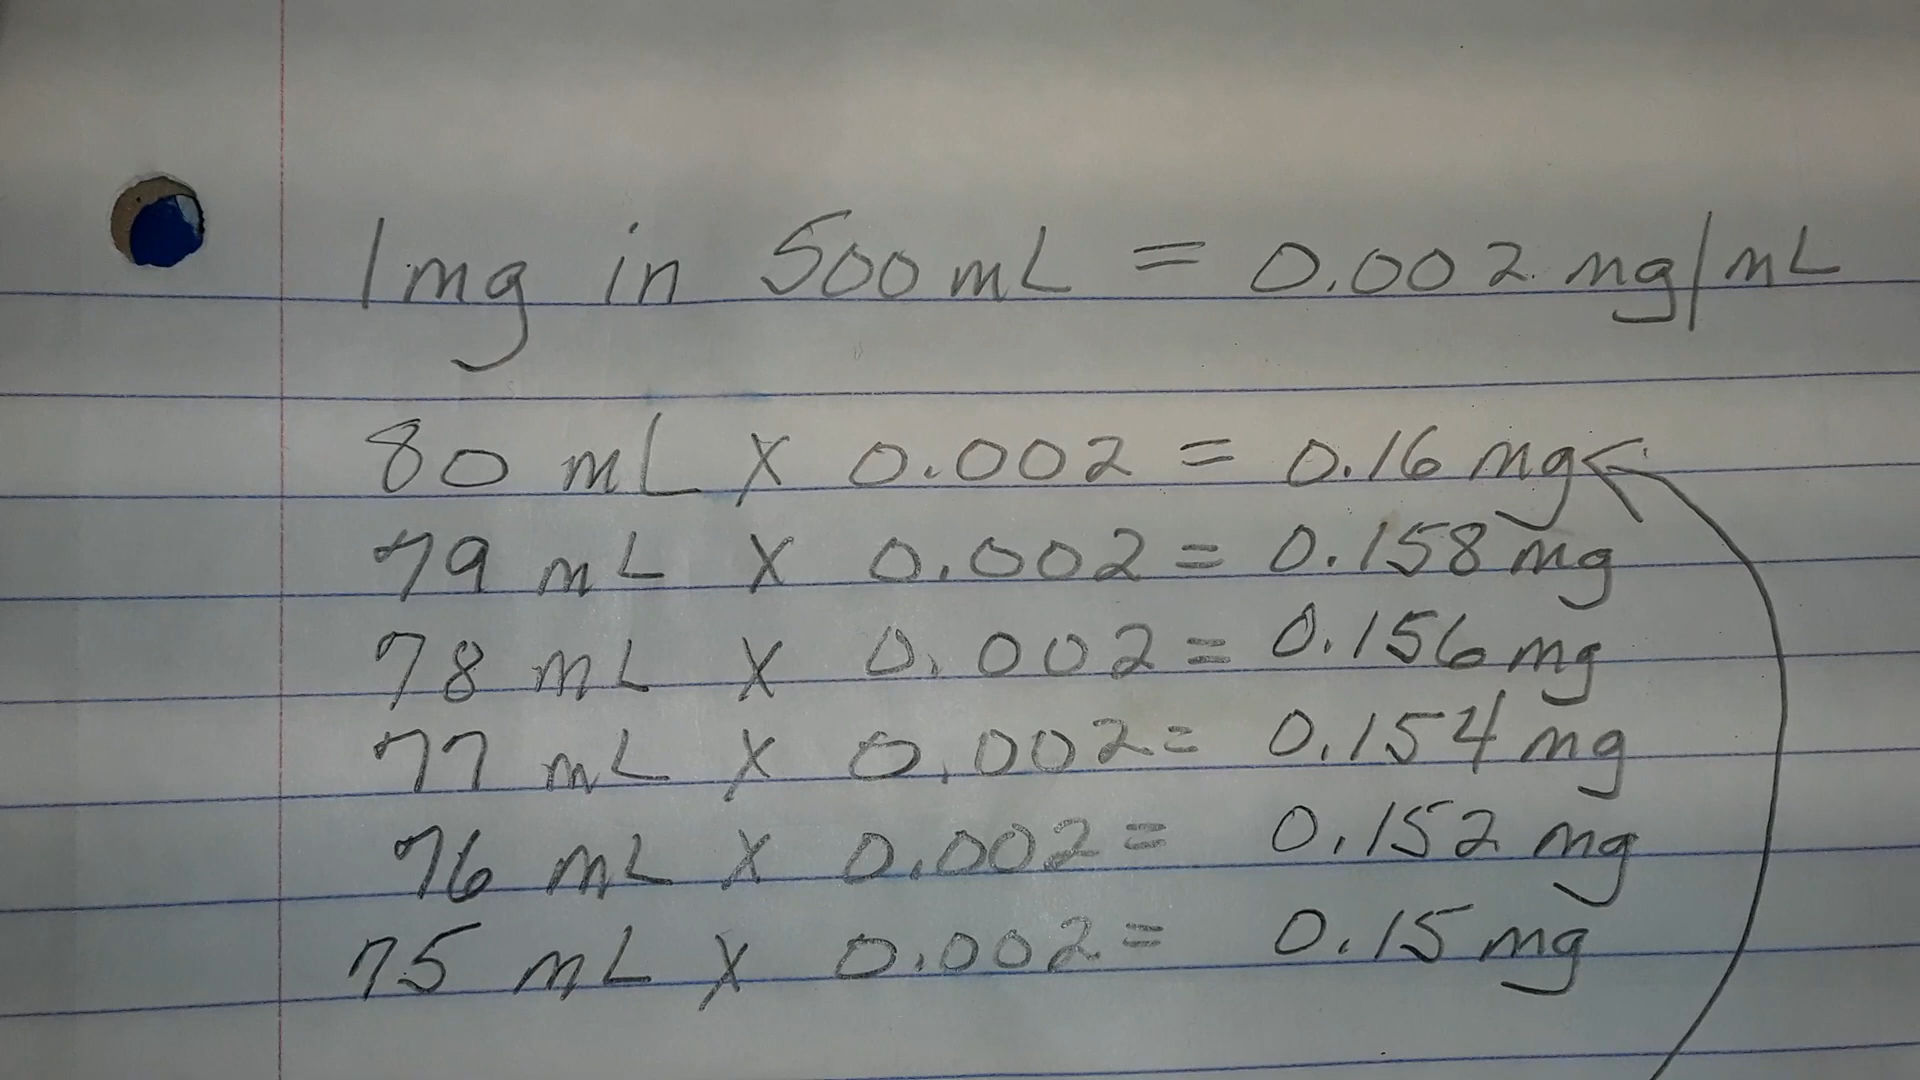 1mg in 500mL = 0.002 mg/mL
80 mL X 0.002 = 0.16 mg
79 mL X 0.002 = 0.158 mg
78 mL X 0.002 = 0.156 mg
77 mL X 0.002 = 0.154 mg
76 mL X 0.002 = 0.152 mg
75 mL X 0.002 = 0.15 mg